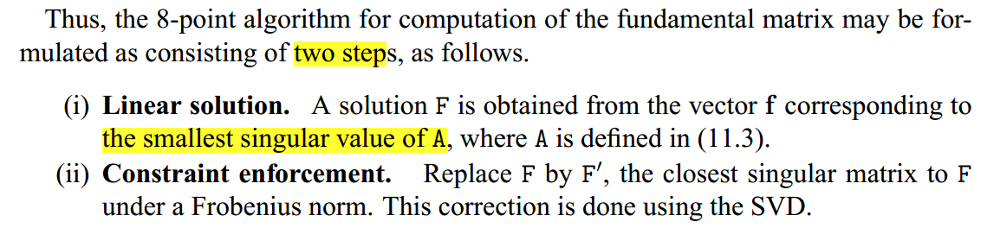 Thus, the 8-point algorithm for computation of the fundamental matrix may be for-
mulated as consisting of two steps, as follows.
(i) Linear solution. A solution F is obtained from the vector f corresponding to
the smallest singular value of A, where A is defined in (11.3).
(ii) Constraint enforcement. Replace F by F′, the closest singular matrix to F
under a Frobenius norm. This correction is done using the SVD.